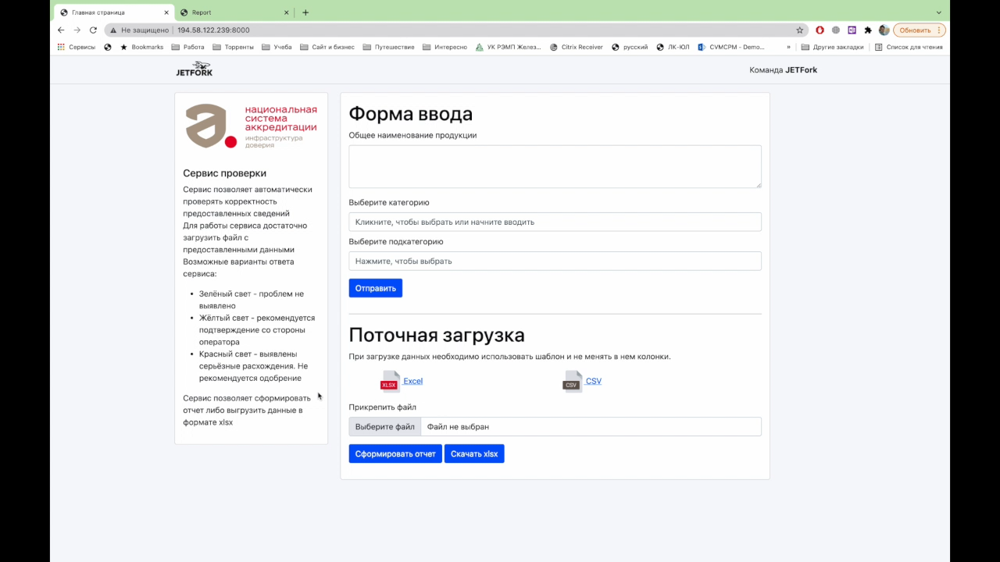 Главная страница
Report
Не защищено 194.58.122.239:8000
Обновить
Сервисы
Bookmarks
Работа
Торренты
Учеба
Сайт и бизнес
Путешествие
Интересно
УК РЭМП Желез...
Citrix Receiver
русский
ЛК-ЮЛ
CVMCPM - Demo...
»
Другие закладки
Список для чтения
JETFORK
Команда JETFork
национальная
система
аккредитации
инфраструктура
доверия
Сервис проверки
Сервис позволяет автоматически
проверять корректность
предоставленных сведений
Для работы сервиса достаточно
загрузить файл с
предоставленными данными
Возможные варианты ответа
сервиса:
• Зелёный свет - проблем не
выявлено
• Жёлтый свет - рекомендуется
подтверждение со стороны
оператора
• Красный свет - выявлены
серьёзные расхождения. Не
рекомендуется одобрение
Сервис позволяет сформировать
отчет либо выгрузить данные в
формате xlsx
Форма ввода
Общее наименование продукции
Выберите категорию
Кликните, чтобы выбрать или начните вводить
Выберите подкатегорию
Нажмите, чтобы выбрать
Отправить
Поточная загрузка
При загрузке данных необходимо использовать шаблон и не менять в нем колонки.
XLSX Excel
CSV CSV
Прикрепить файл
Выберите файл Файл не выбран
Сформировать отчет Скачать xlsx